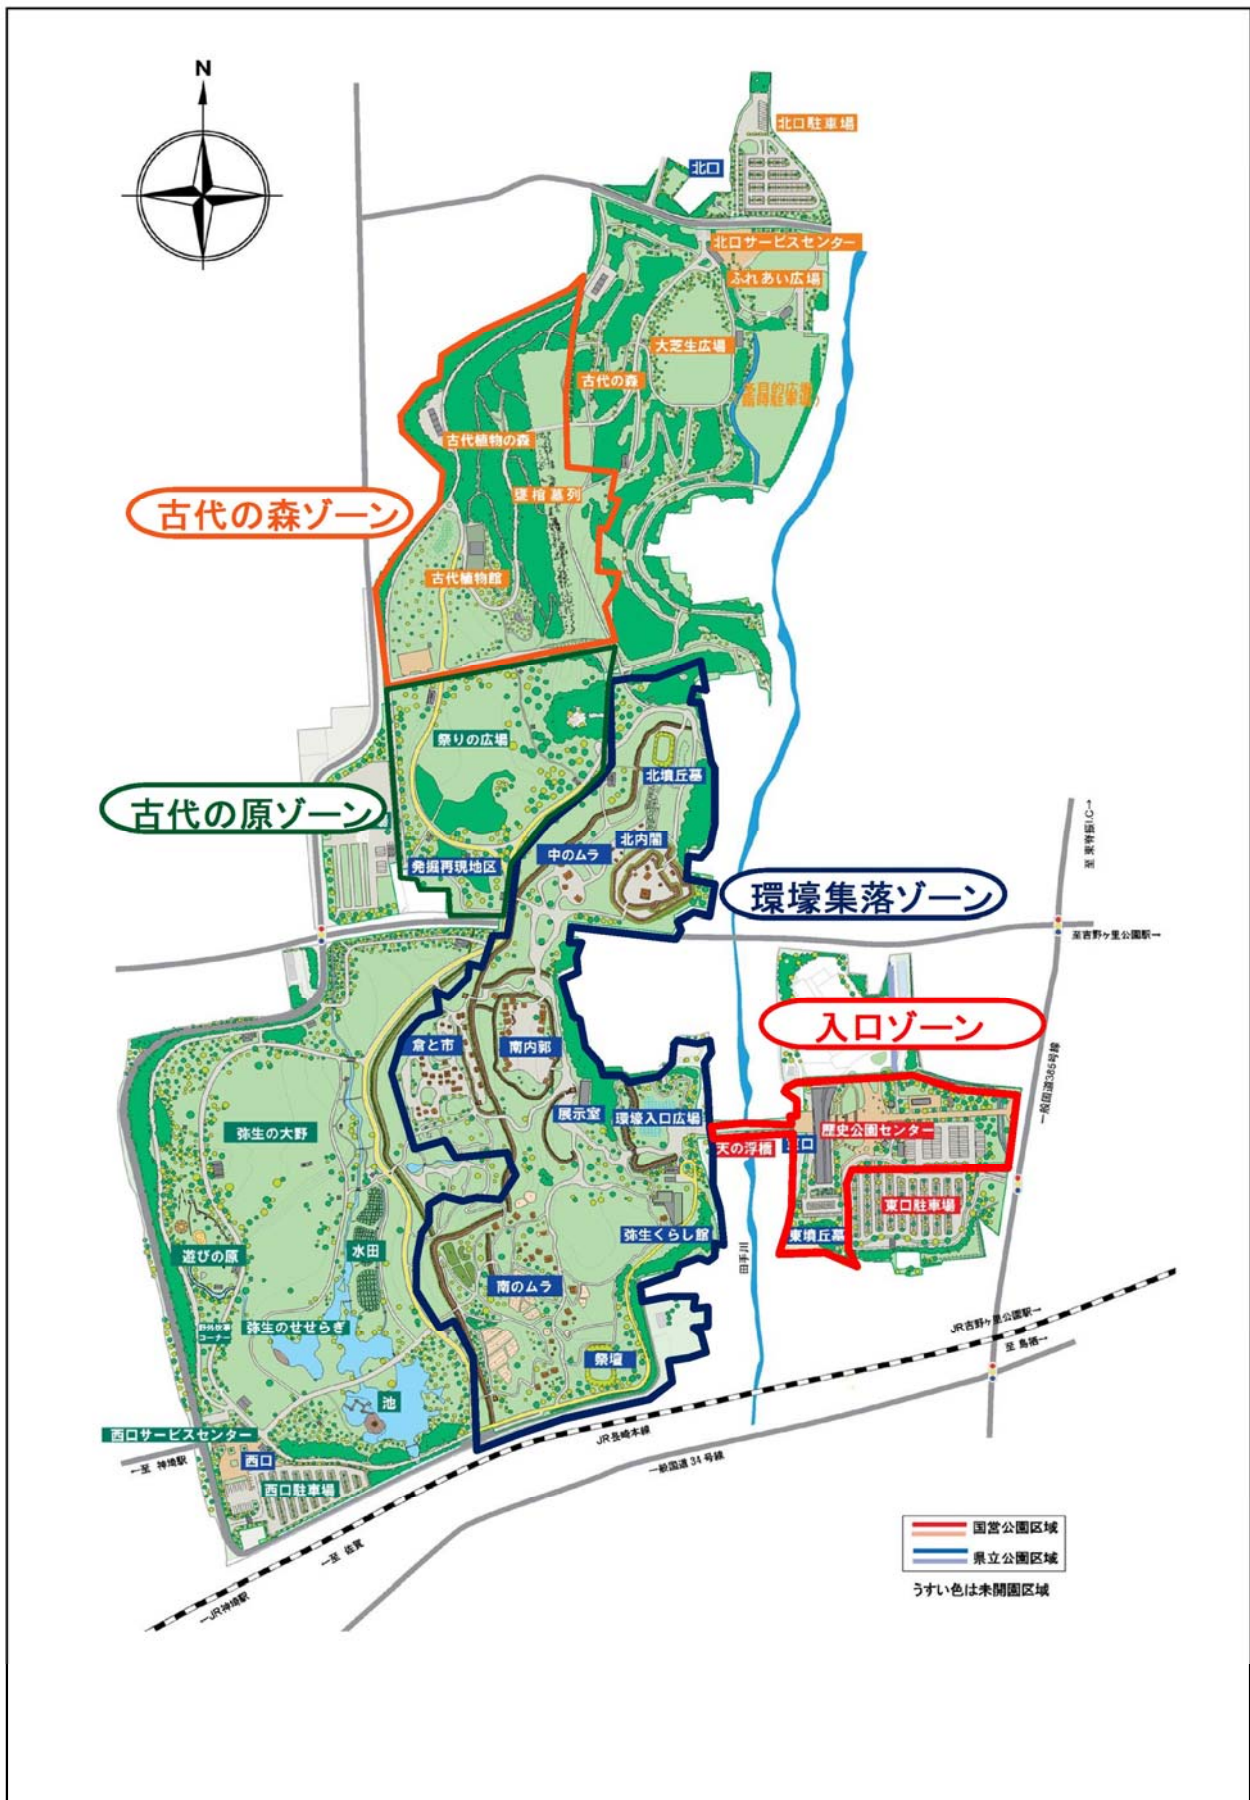 N
北口駐車場
北口
北口サービスセンター
ふれあい広場
大芝生広場
古代の森
多目的広場
(臨時駐車場)
古代植物の森
甕棺墓列
古代の森ゾーン
古代植物館
祭りの広場
北墳丘墓
古代の原ゾーン
北内閣
中のムラ
発掘再現地区
環壕集落ゾーン
至吉野ヶ里公園駅→
入口ゾーン
倉と市
南内郭
一般国道385号線
展示室
環壕入口広場
歴史公園センター
弥生の大野
天の浮橋
東口
東口駐車場
弥生くらし館
東墳丘墓
水田
遊びの原
田手川
南のムラ
野外炊事
コーナー
弥生のせせらぎ
JR吉野ヶ里公園駅→
至 鳥栖→
祭壇
池
西口サービスセンター
←至 神埼駅
西口
JR長崎本線
西口駐車場
一般国道34号線
←至 佐賀
←JR神埼駅
国営公園区域
県立公園区域
うすい色は未開園区域